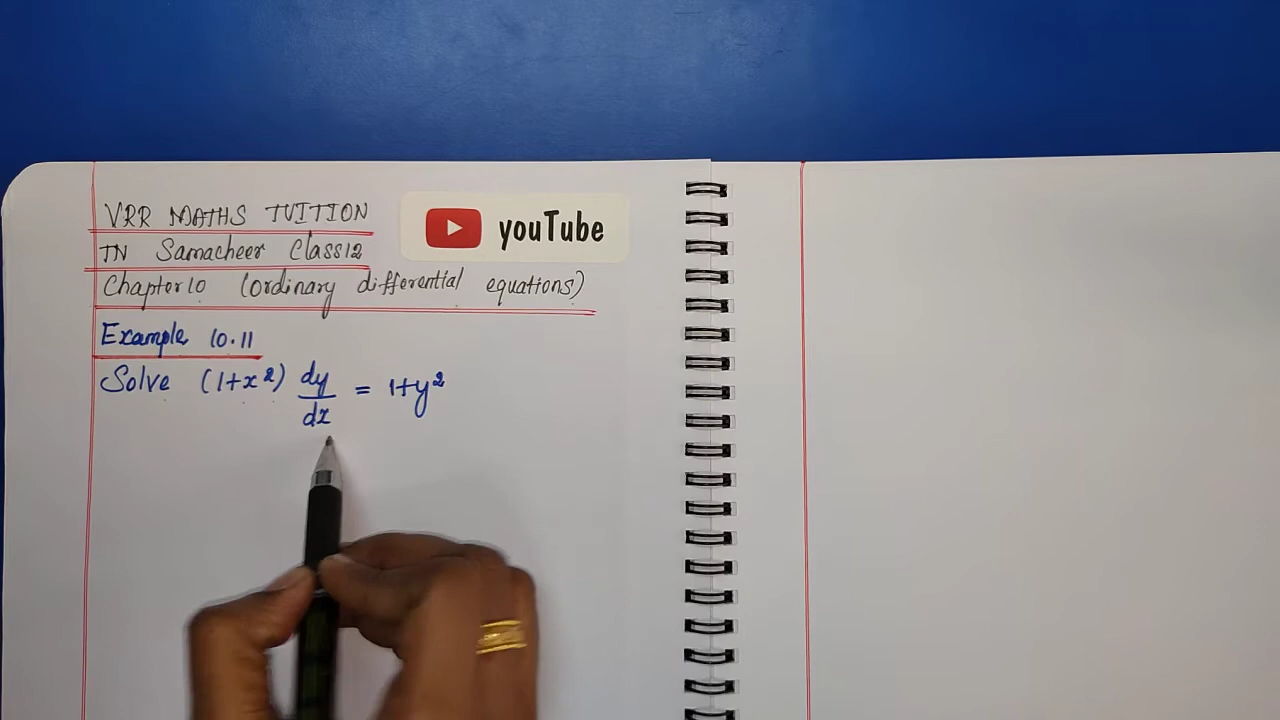 VRR MATHS TUITION
youTube
TN Samacheer Class12
Chapter10 (ordinary differential equations)
Example 10.11
Solve (1+x²) dy/dx = 1+y²